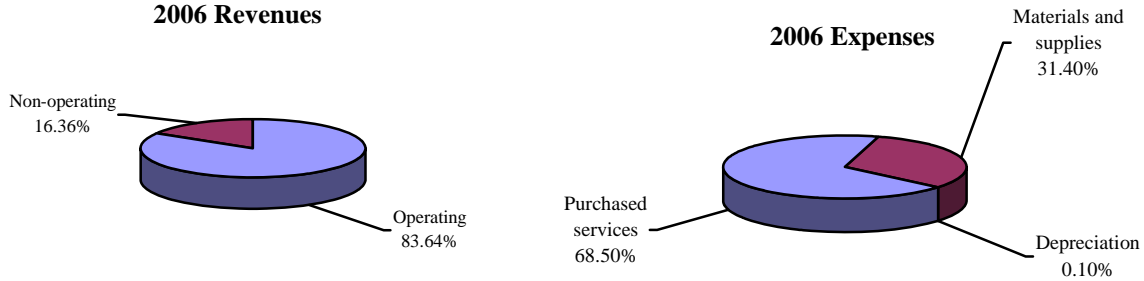 2006 Revenues
Non-operating
16.36%
Operating
83.64%
2006 Expenses
Materials and
supplies
31.40%
Purchased
services
68.50%
Depreciation
0.10%